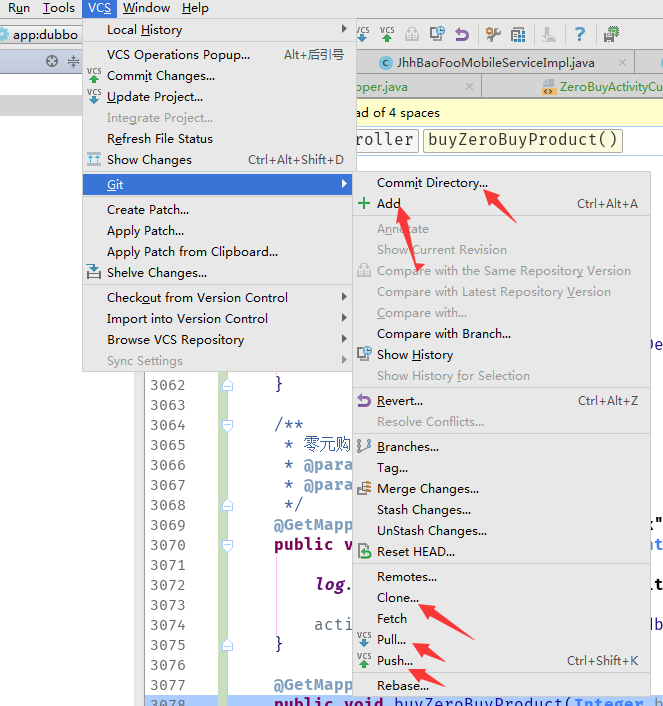 Run Tools VCS Window Help
app:dubbo
Local History
VCS Operations Popup... Alt+后引号
Commit Changes...
Update Project...
Integrate Project...
Refresh File Status
Show Changes Ctrl+Alt+Shift+D
Git
Create Patch...
Apply Patch...
Apply Patch from Clipboard...
Shelve Changes...
Checkout from Version Control
Import into Version Control
Browse VCS Repository
Sync Settings
JhhBaoFooMobileServiceImpl.java
pper.java
ZeroBuyActivityCu
ad of 4 spaces
roller
buyZeroBuyProduct()
Commit Directory...
Add Ctrl+Alt+A
Annotate
Show Current Revision
Compare with the Same Repository Version
Compare with Latest Repository Version
Compare with...
Compare with Branch...
Show History
Show History for Selection
Revert... Ctrl+Alt+Z
Resolve Conflicts...
Branches...
Tag...
Merge Changes...
Stash Changes...
UnStash Changes...
Reset HEAD...
Remotes...
Clone...
Fetch
Pull...
Push... Ctrl+Shift+K
Rebase...
De
3062 }
3063
3064 /**
3065 * 零元购
3066 * @para
3067 * @para
3068 */
3069 @GetMapp k"
3070 public v nt
3071
3072 log. it
3073
3074 acti db
3075 }
3076
3077 @GetMapp
3078 public void buyZeroBuyProduct(Integer b